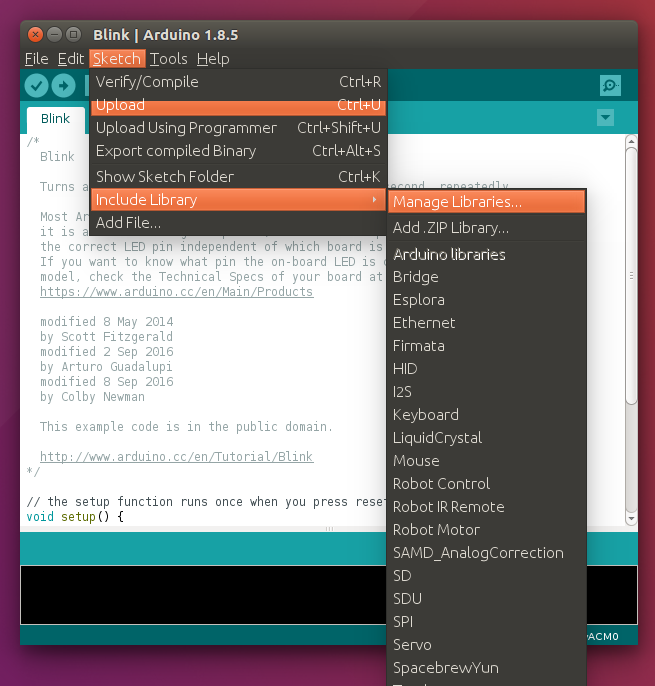 Blink | Arduino 1.8.5
File Edit Sketch Tools Help
Verify/Compile Ctrl+R
Upload Ctrl+U
Upload Using Programmer Ctrl+Shift+U
Export compiled Binary Ctrl+Alt+S
Show Sketch Folder Ctrl+K
Include Library
Add File...
Manage Libraries...
Add .ZIP Library...
Arduino libraries
Bridge
Esplora
Ethernet
Firmata
HID
I2S
Keyboard
LiquidCrystal
Mouse
Robot Control
Robot IR Remote
Robot Motor
SAMD_AnalogCorrection
SD
SDU
SPI
Servo
SpacebrewYun
Blink
/*
Blink
Turns a repeatedly
Most Ar
it is a
the correct LED pin independent of which board is
If you want to know what pin the on-board LED is
model, check the Technical Specs of your board at
https://www.arduino.cc/en/Main/Products
modified 8 May 2014
by Scott Fitzgerald
modified 2 Sep 2016
by Arturo Guadalupi
modified 8 Sep 2016
by Colby Newman
This example code is in the public domain.
http://www.arduino.cc/en/Tutorial/Blink
*/
// the setup function runs once when you press reset
void setup() {
ACM0